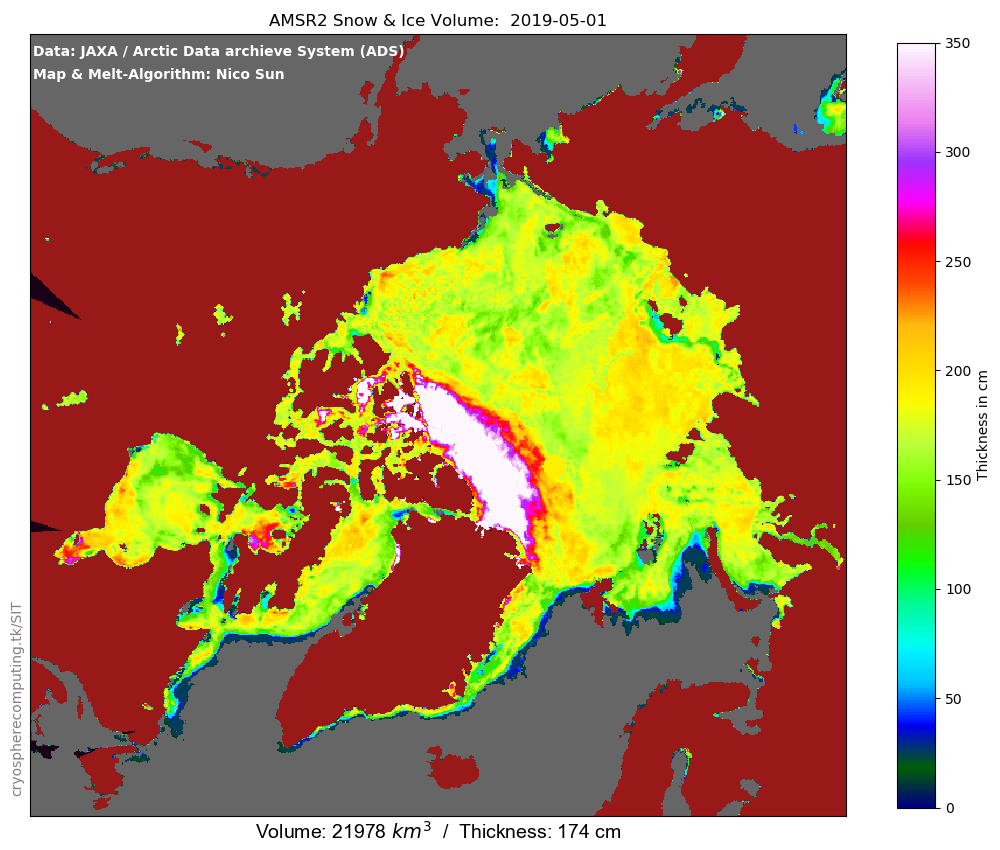 AMSR2 Snow & Ice Volume:  2019-05-01
Data: JAXA / Arctic Data archieve System (ADS)
Map & Melt-Algorithm: Nico Sun
350
300
250
200
150
100
50
0
Thickness in cm
cryospherecomputing.tk/SIT
Volume: 21978 km³  /  Thickness: 174 cm